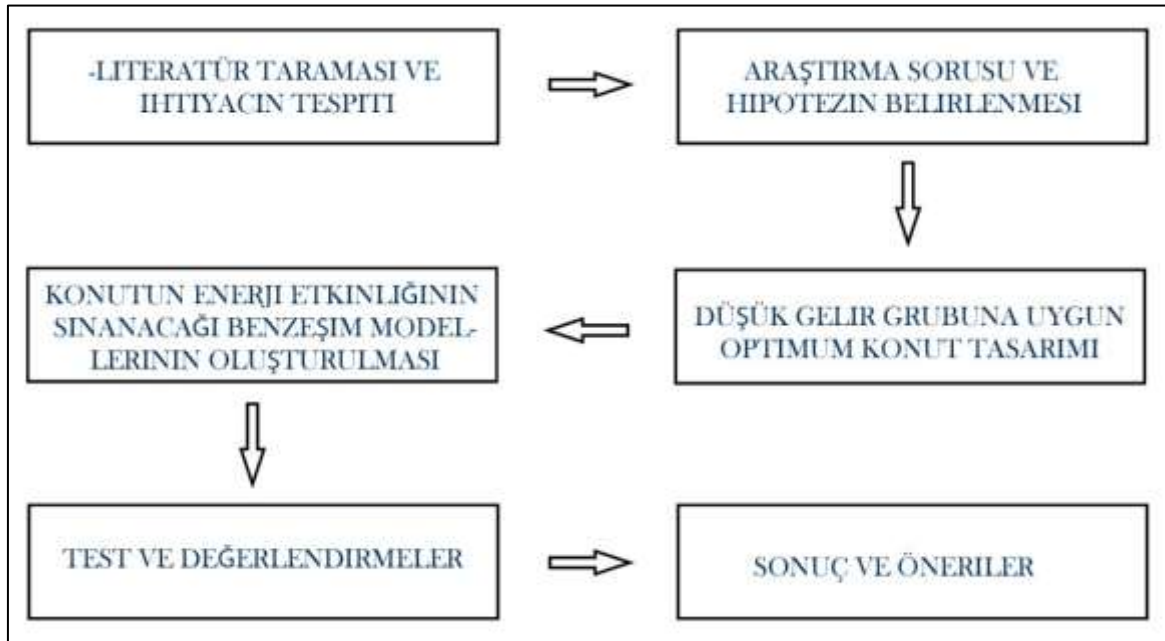 -LITERATÜR TARAMASI VE
IHTIYACIN TESPITI
ARAŞTIRMA SORUSU VE
HIPOTEZIN BELIRLENMESI
DÜŞÜK GELIR GRUBUNA UYGUN
OPTIMUM KONUT TASARIMI
KONUTUN ENERJI ETKINLIĞININ
SINANACAĞI BENZEŞIM MODEL-
LERININ OLUŞTURULMASI
TEST VE DEĞERLENDIRMELER
SONUÇ VE ÖNERILER